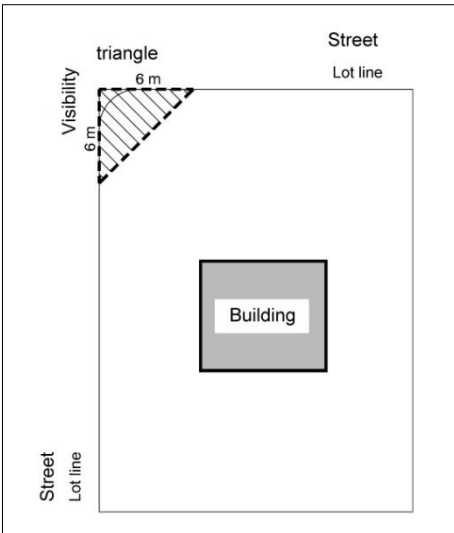 Street
triangle
Lot line
6 m
Visibility
6 m
Building
Street
Lot line